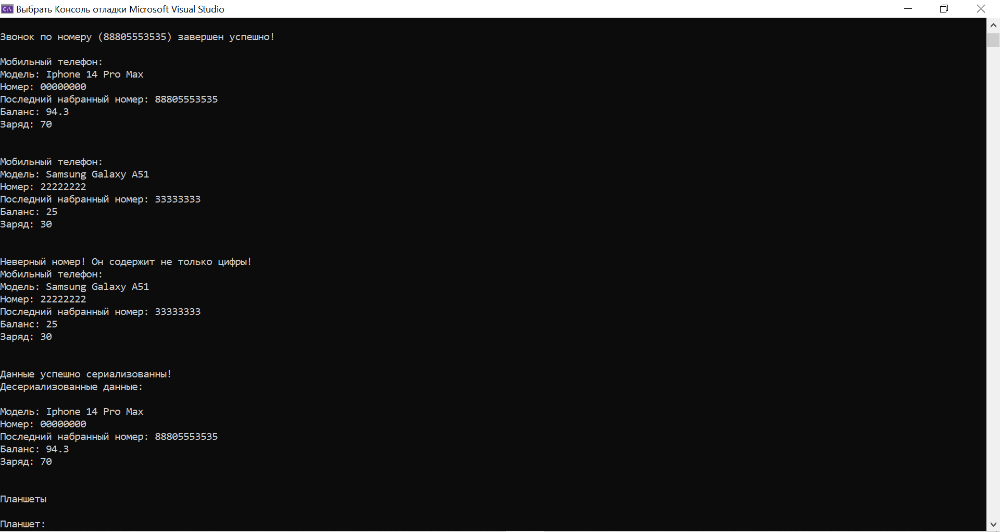 Выбрать Консоль отладки Microsoft Visual Studio
Звонок по номеру (88805553535) завершен успешно!
Мобильный телефон:
Модель: Iphone 14 Pro Max
Номер: 00000000
Последний набранный номер: 88805553535
Баланс: 94.3
Заряд: 70
Мобильный телефон:
Модель: Samsung Galaxy A51
Номер: 22222222
Последний набранный номер: 33333333
Баланс: 25
Заряд: 30
Неверный номер! Он содержит не только цифры!
Мобильный телефон:
Модель: Samsung Galaxy A51
Номер: 22222222
Последний набранный номер: 33333333
Баланс: 25
Заряд: 30
Данные успешно сериализованны!
Десериализованные данные:
Модель: Iphone 14 Pro Max
Номер: 00000000
Последний набранный номер: 88805553535
Баланс: 94.3
Заряд: 70
Планшеты
Планшет: